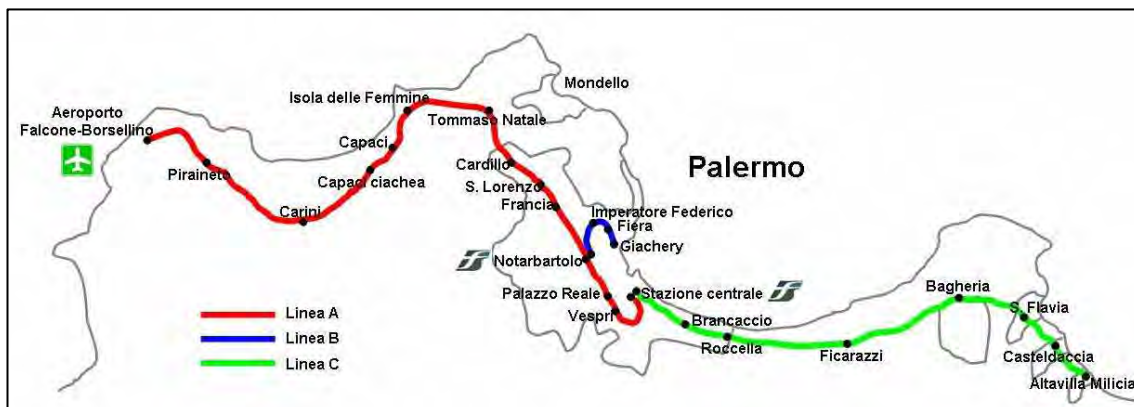 Aeroporto
Falcone-Borsellino
Piraineto
Carini
Capaci ciachea
Capaci
Isola delle Femmine
Tommaso Natale
Mondello
Cardillo
S. Lorenzo
Francia
Palermo
Imperatore Federico
Fiera
Giachery
Notarbartolo
Palazzo Reale
Vespri
Stazione centrale
Brancaccio
Roccella
Ficarazzi
Bagheria
S. Flavia
Casteldaccia
Altavilla Milicia
Linea A
Linea B
Linea C